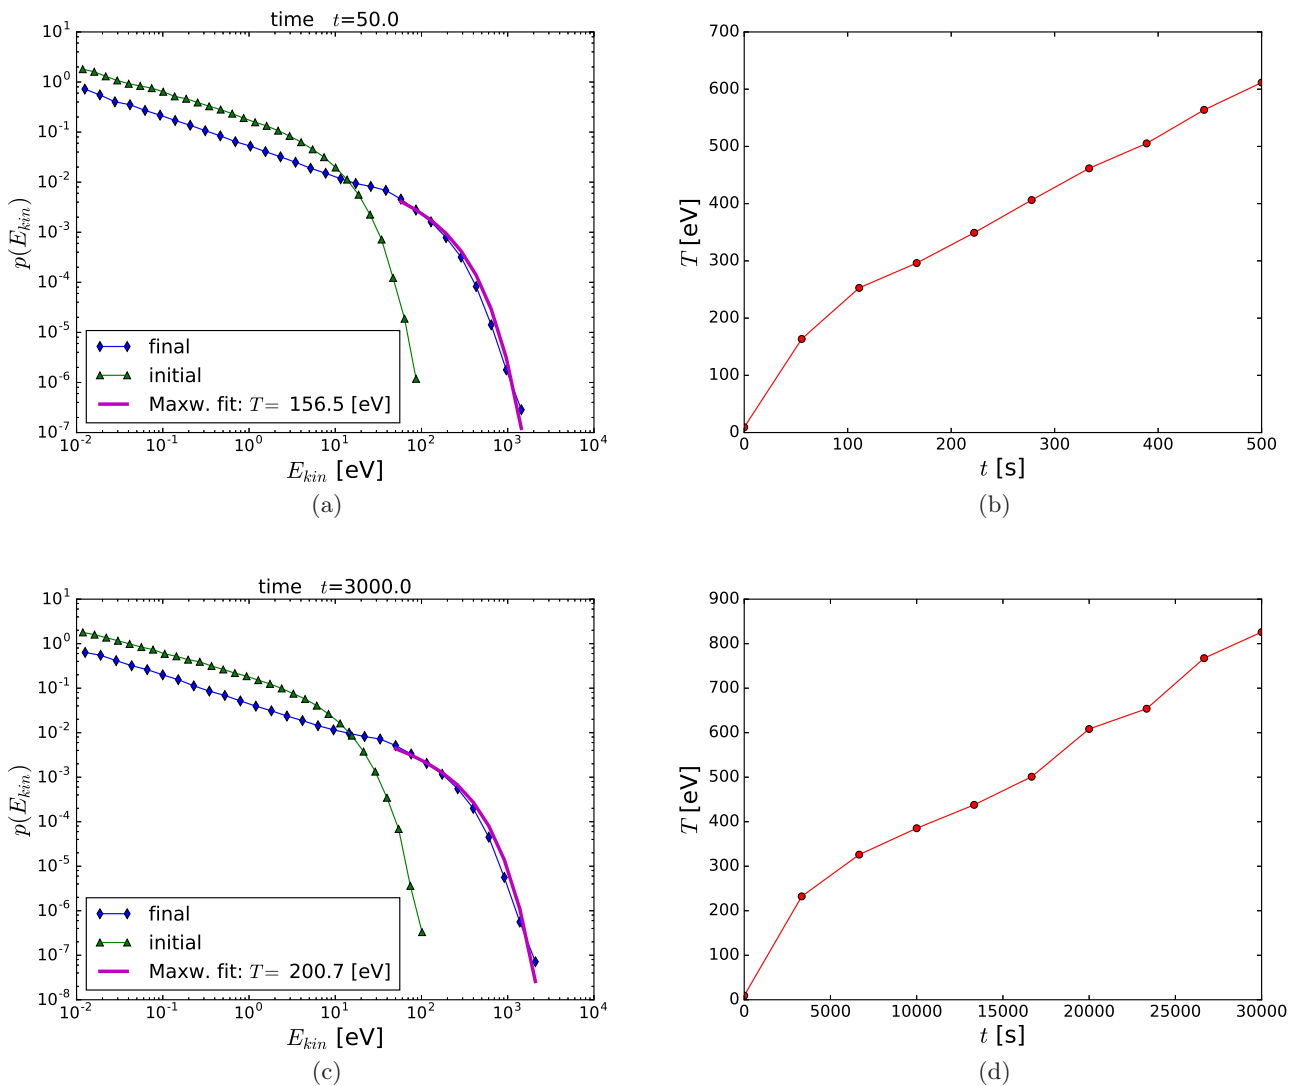 time t=50.0
10^1
10^0
10^-1
10^-2
10^-3
10^-4
10^-5
10^-6
10^-7
p(E_kin)
final
initial
Maxw. fit: T = 156.5 [eV]
10^-2 10^-1 10^0 10^1 10^2 10^3 10^4
E_kin [eV]
(a)
700
600
500
400
300
200
100
0
T [eV]
0 100 200 300 400 500
t [s]
(b)
time t=3000.0
10^1
10^0
10^-1
10^-2
10^-3
10^-4
10^-5
10^-6
10^-7
10^-8
p(E_kin)
final
initial
Maxw. fit: T = 200.7 [eV]
10^-2 10^-1 10^0 10^1 10^2 10^3 10^4
E_kin [eV]
(c)
900
800
700
600
500
400
300
200
100
0
T [eV]
0 5000 10000 15000 20000 25000 30000
t [s]
(d)